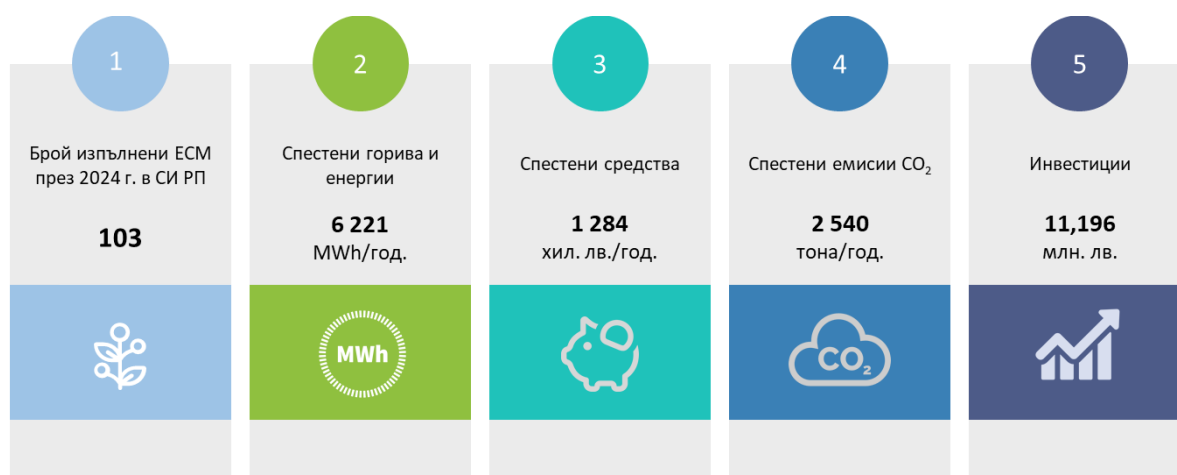 1
Брой изпълнени ЕСМ
през 2024 г. в СИ РП
103
2
Спестени горива и
енергии
6 221
MWh/год.
MWh
3
Спестени средства
1 284
хил. лв./год.
4
Спестени емисии CO₂
2 540
тона/год.
CO₂
5
Инвестиции
11,196
млн. лв.